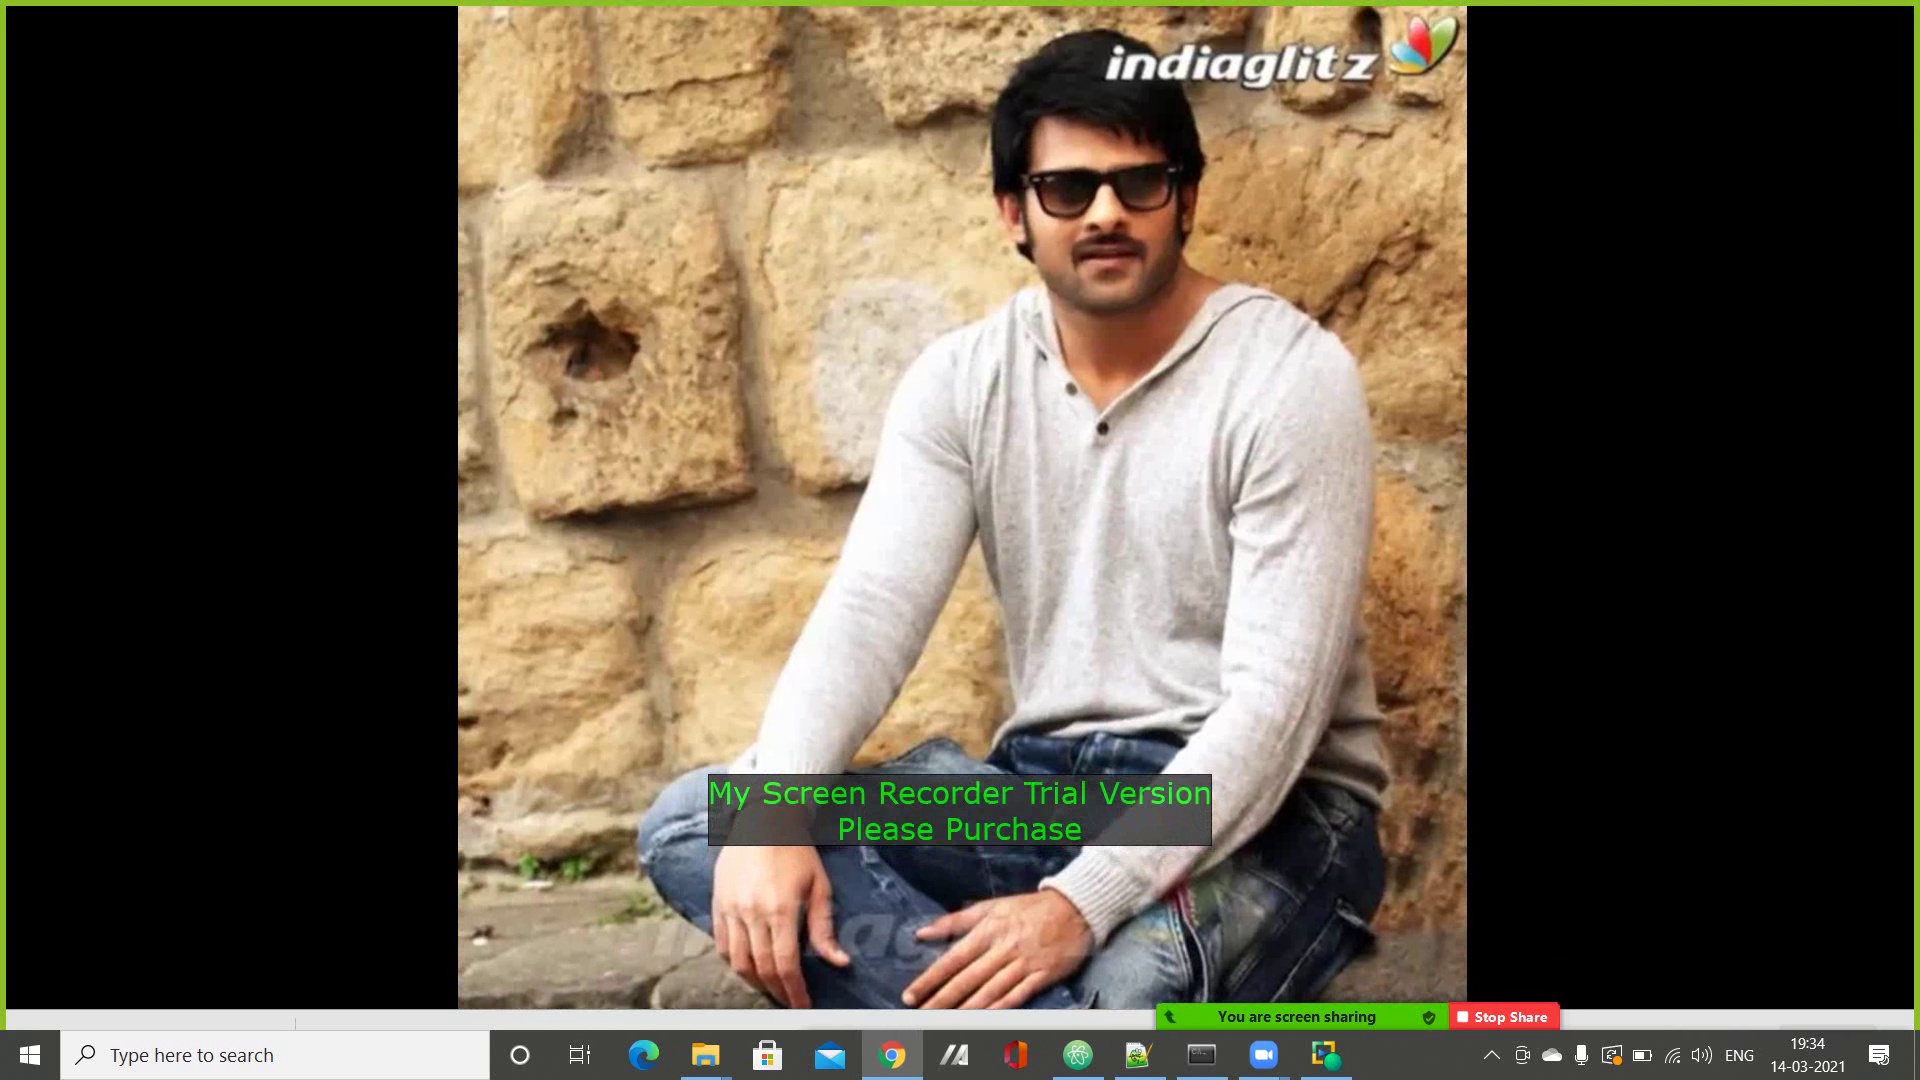 indiaglitz
My Screen Recorder Trial Version
Please Purchase
You are screen sharing
Stop Share
Type here to search
ENG
19:34
14-03-2021